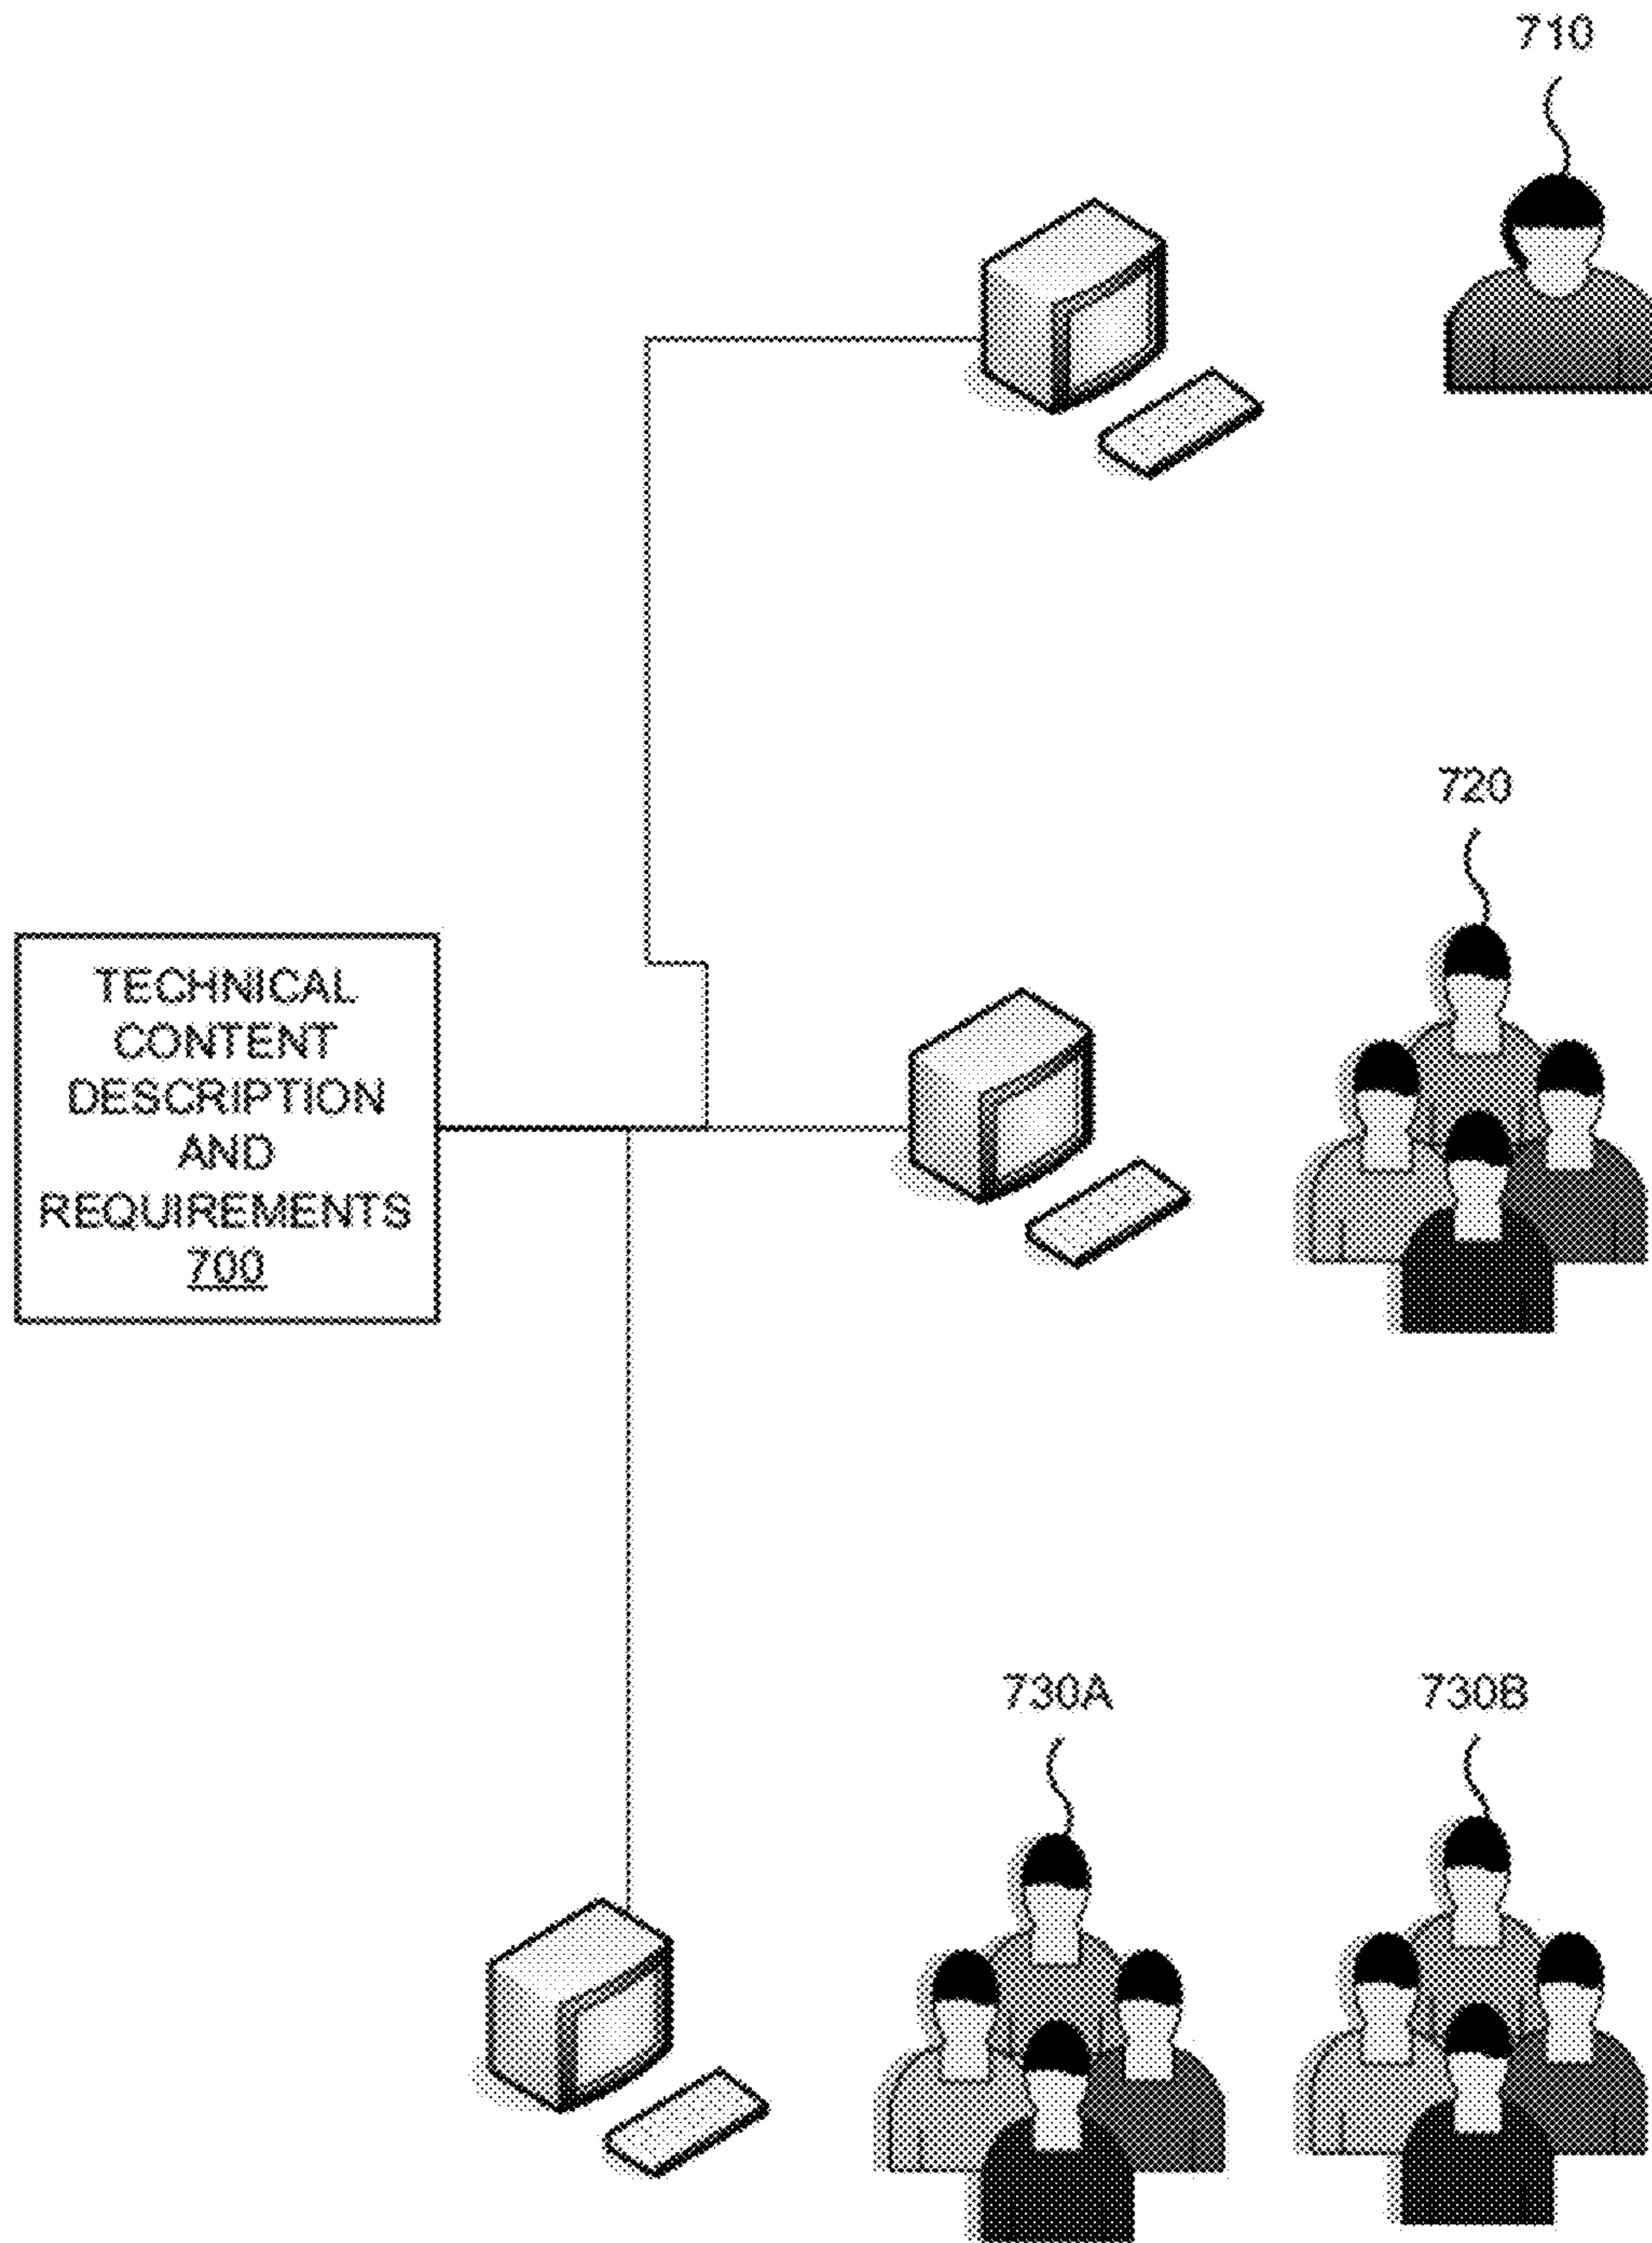 710
720
TECHNICAL
CONTENT
DESCRIPTION
AND
REQUIREMENTS
700
730A
730B